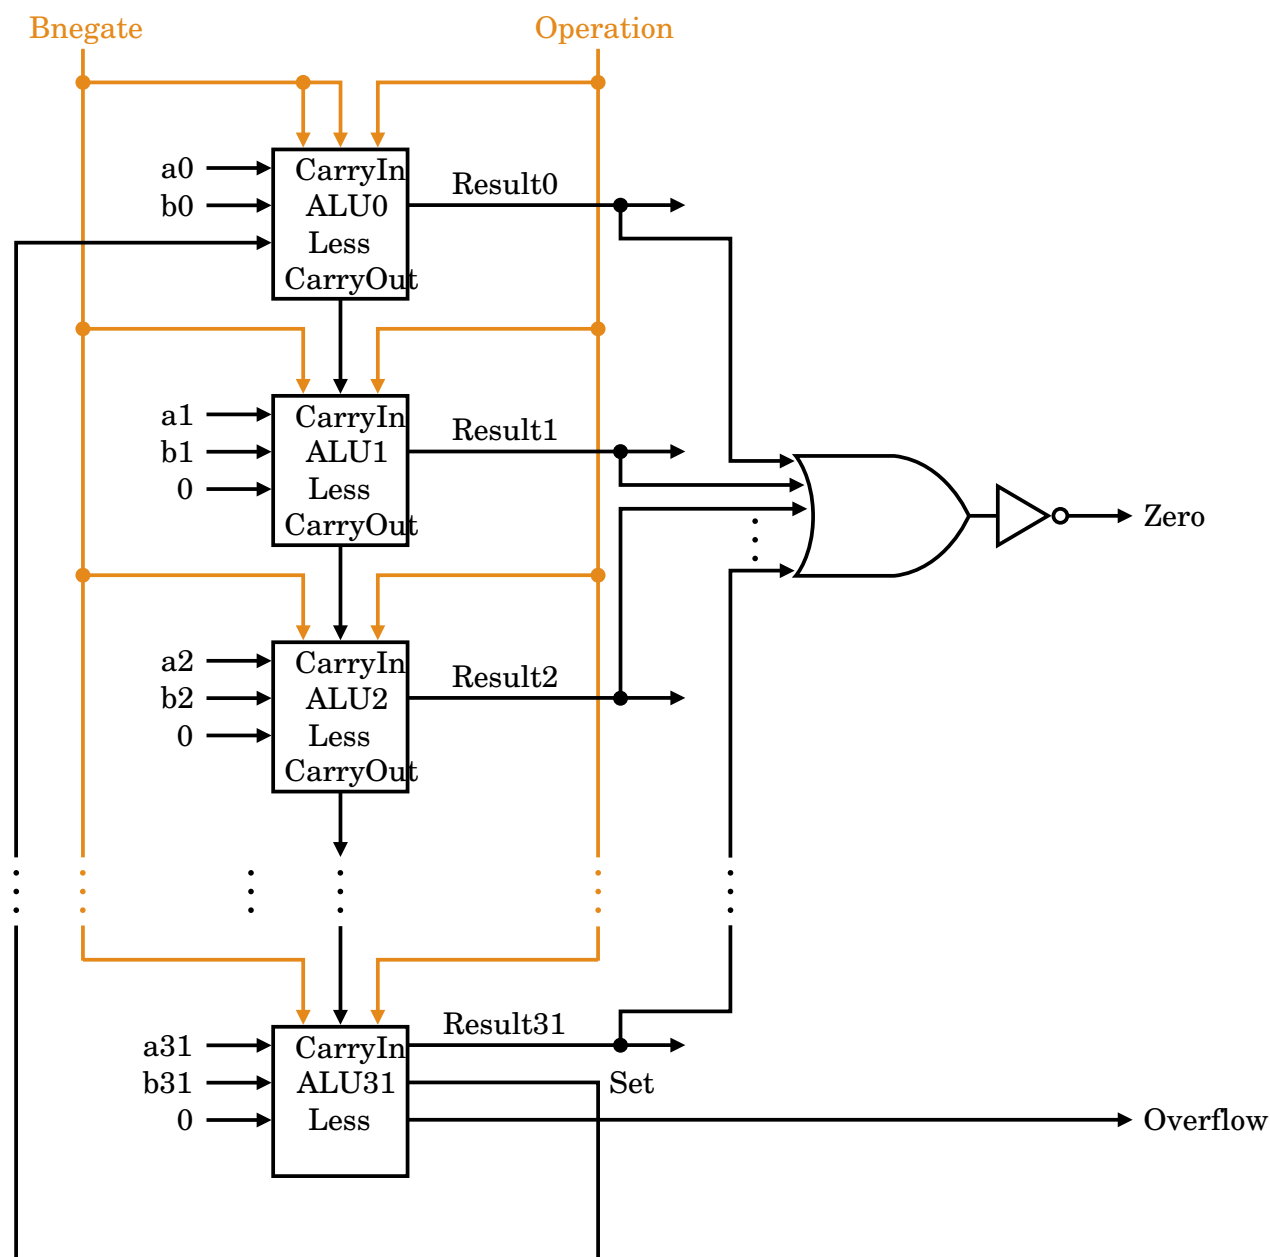 Bnegate
Operation
a0
b0
CarryIn
ALU0
Less
CarryOut
Result0
a1
b1
0
CarryIn
ALU1
Less
CarryOut
Result1
Zero
a2
b2
0
CarryIn
ALU2
Less
CarryOut
Result2
a31
b31
0
CarryIn
ALU31
Less
Result31
Set
Overflow